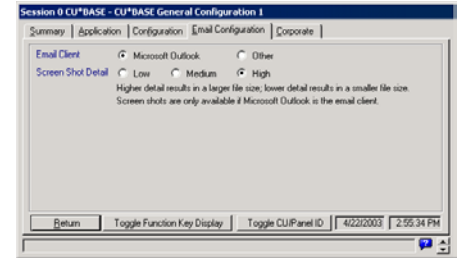 Session 0 CU*BASE - CU*BASE General Configuration 1
Summary Application Configuration Email Configuration Corporate
Email Client Microsoft Outlook Other
Screen Shot Detail Low Medium High
Higher detail results in a larger file size; lower detail results in a smaller file size.
Screen shots are only available if Microsoft Outlook is the email client.
Return Toggle Function Key Display Toggle CU/Panel ID 4/22/2003 2:55:34 PM